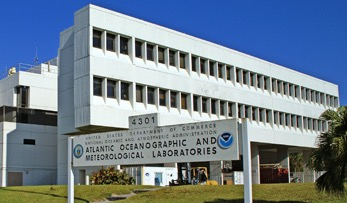 4301
UNITED STATES DEPARTMENT OF COMMERCE
NATIONAL OCEANIC AND ATMOSPHERIC ADMINISTRATION
ATLANTIC OCEANOGRAPHIC AND
METEOROLOGICAL LABORATORIES